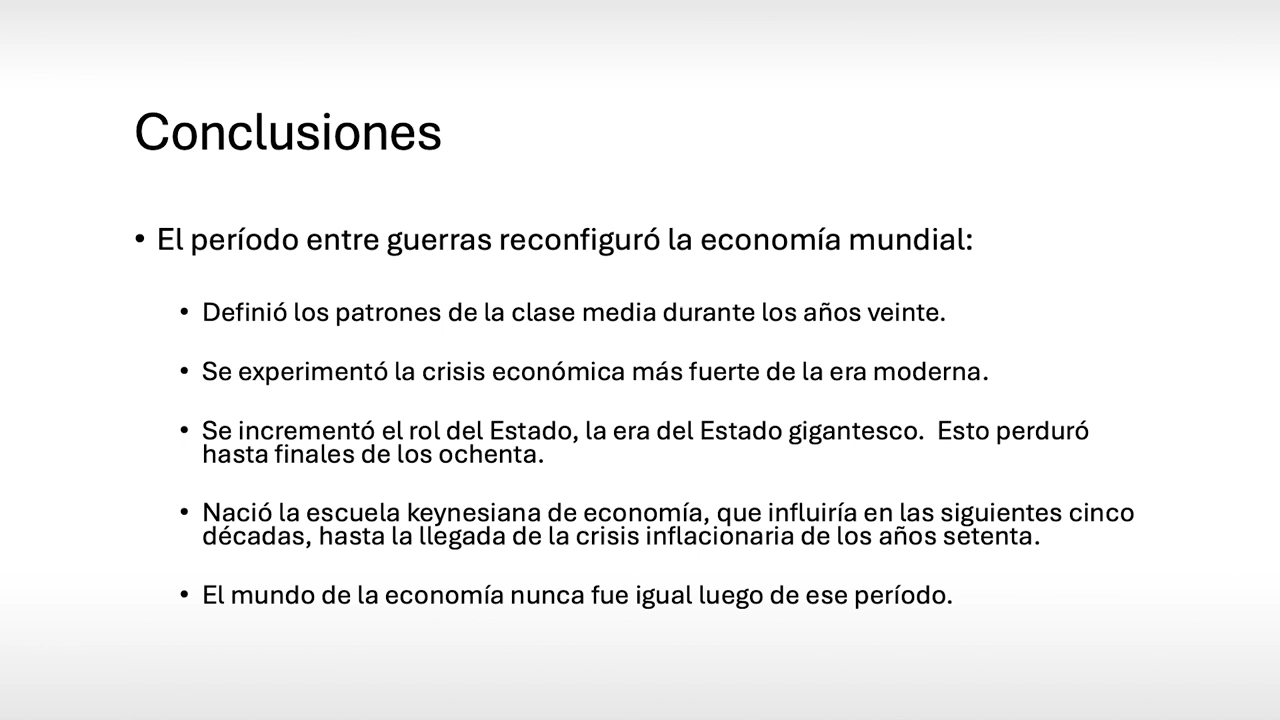 Conclusiones
• El período entre guerras reconfiguró la economía mundial:
• Definió los patrones de la clase media durante los años veinte.
• Se experimentó la crisis económica más fuerte de la era moderna.
• Se incrementó el rol del Estado, la era del Estado gigantesco.  Esto perduró
hasta finales de los ochenta.
• Nació la escuela keynesiana de economía, que influiría en las siguientes cinco
décadas, hasta la llegada de la crisis inflacionaria de los años setenta.
• El mundo de la economía nunca fue igual luego de ese período.